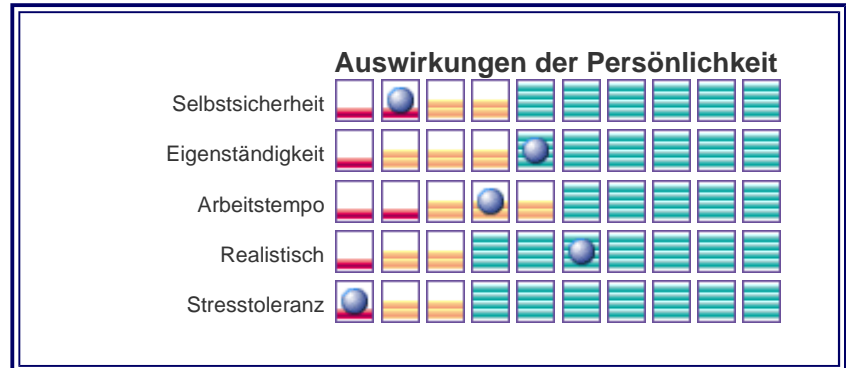 Auswirkungen der Persönlichkeit
Selbstsicherheit
Eigenständigkeit
Arbeitstempo
Realistisch
Stresstoleranz